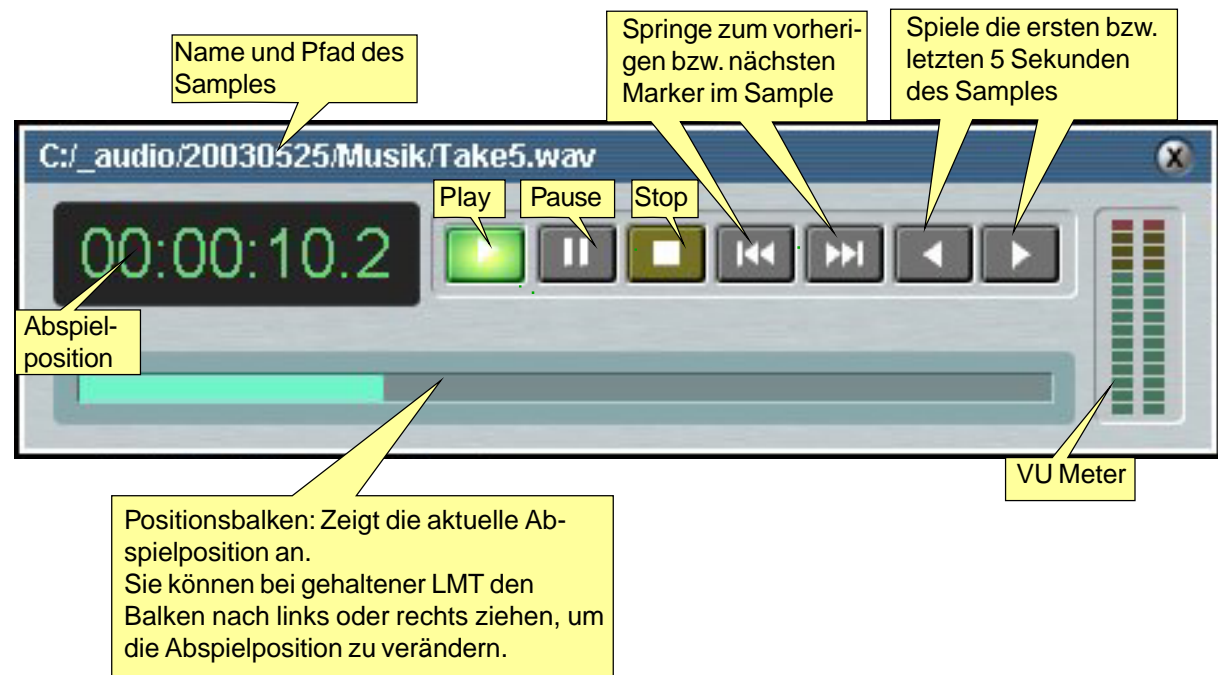 Name und Pfad des
Samples
Springe zum vorheri-
gen bzw. nächsten
Marker im Sample
Spiele die ersten bzw.
letzten 5 Sekunden
des Samples
C:/_audio/20030525/Musik/Take5.wav
X
Play
Pause
Stop
00:00:10.2
Abspiel-
position
VU Meter
Positionsbalken: Zeigt die aktuelle Ab-
spielposition an.
Sie können bei gehaltener LMT den
Balken nach links oder rechts ziehen, um
die Abspielposition zu verändern.